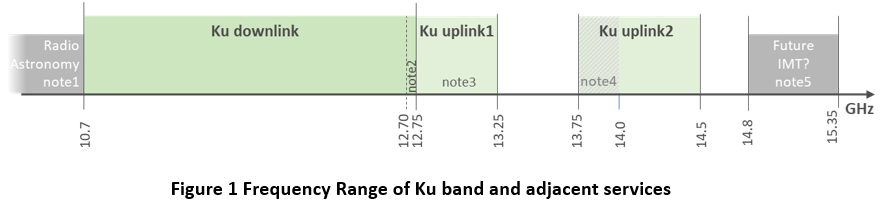 Ku downlink
Ku uplink1
Ku uplink2
Radio
Astronomy
note1
note2
note3
note4
Future
IMT?
note5
GHz
10.7
12.70
12.75
13.25
13.75
14.0
14.5
14.8
15.35
Figure 1 Frequency Range of Ku band and adjacent services